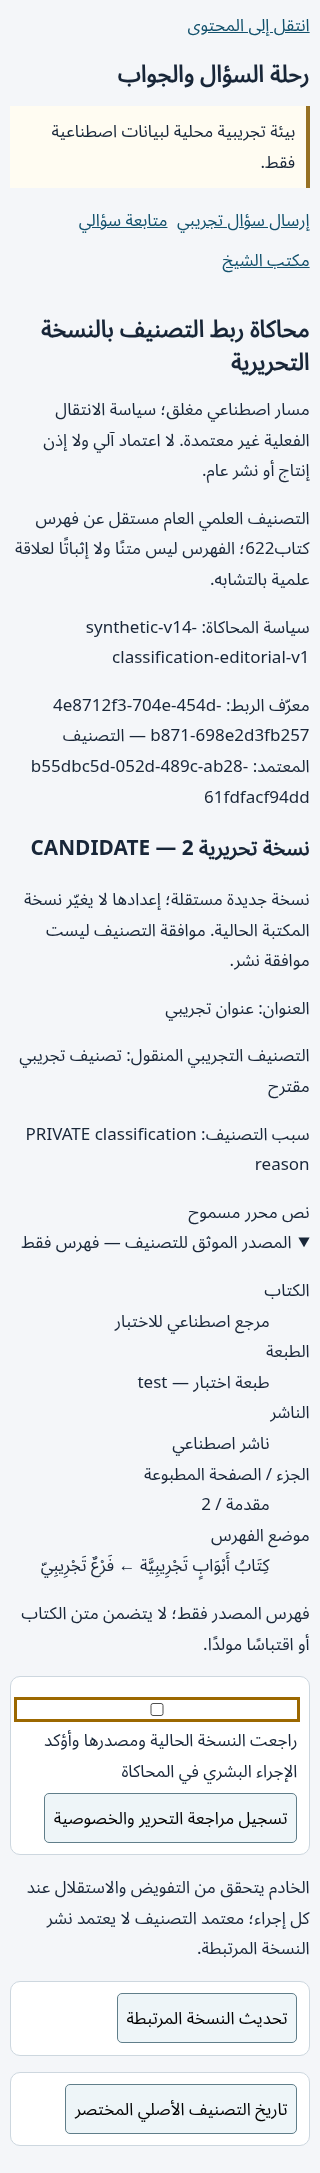 انتقل إلى المحتوى
رحلة السؤال والجواب
بيئة تجريبية محلية لبيانات اصطناعية
فقط.
إرسال سؤال تجريبي متابعة سؤالي
مكتب الشيخ
محاكاة ربط التصنيف بالنسخة
التحريرية
مسار اصطناعي مغلق؛ سياسة الانتقال
الفعلية غير معتمدة. لا اعتماد آلي ولا إذن
إنتاج أو نشر عام.
التصنيف العلمي العام مستقل عن فهرس
كتاب622؛ الفهرس ليس متنًا ولا إثباتًا لعلاقة
علمية بالتشابه.
سياسة المحاكاة: synthetic-v14-
classification-editorial-v1
معرّف الربط: 4e8712f3-704e-454d-
b871-698e2d3fb257 — التصنيف
المعتمد: b55dbc5d-052d-489c-ab28-
61fdfacf94dd
نسخة تحريرية 2 — CANDIDATE
نسخة جديدة مستقلة؛ إعدادها لا يغيّر نسخة
المكتبة الحالية. موافقة التصنيف ليست
موافقة نشر.
العنوان: عنوان تجريبي
التصنيف التجريبي المنقول: تصنيف تجريبي
مقترح
سبب التصنيف: PRIVATE classification
reason
نص محرر مسموح
▼ المصدر الموثق للتصنيف — فهرس فقط
الكتاب
مرجع اصطناعي للاختبار
الطبعة
طبعة اختبار — test
الناشر
ناشر اصطناعي
الجزء / الصفحة المطبوعة
مقدمة / 2
موضع الفهرس
كِتَابُ أَبْوَابٍ تَجْرِيبِيَّة ← فَرْعٌ تَجْرِيبِيّ
فهرس المصدر فقط؛ لا يتضمن متن الكتاب
أو اقتباسًا مولدًا.
راجعت النسخة الحالية ومصدرها وأؤكد
الإجراء البشري في المحاكاة
تسجيل مراجعة التحرير والخصوصية
الخادم يتحقق من التفويض والاستقلال عند
كل إجراء؛ معتمد التصنيف لا يعتمد نشر
النسخة المرتبطة.
تحديث النسخة المرتبطة
تاريخ التصنيف الأصلي المختصر